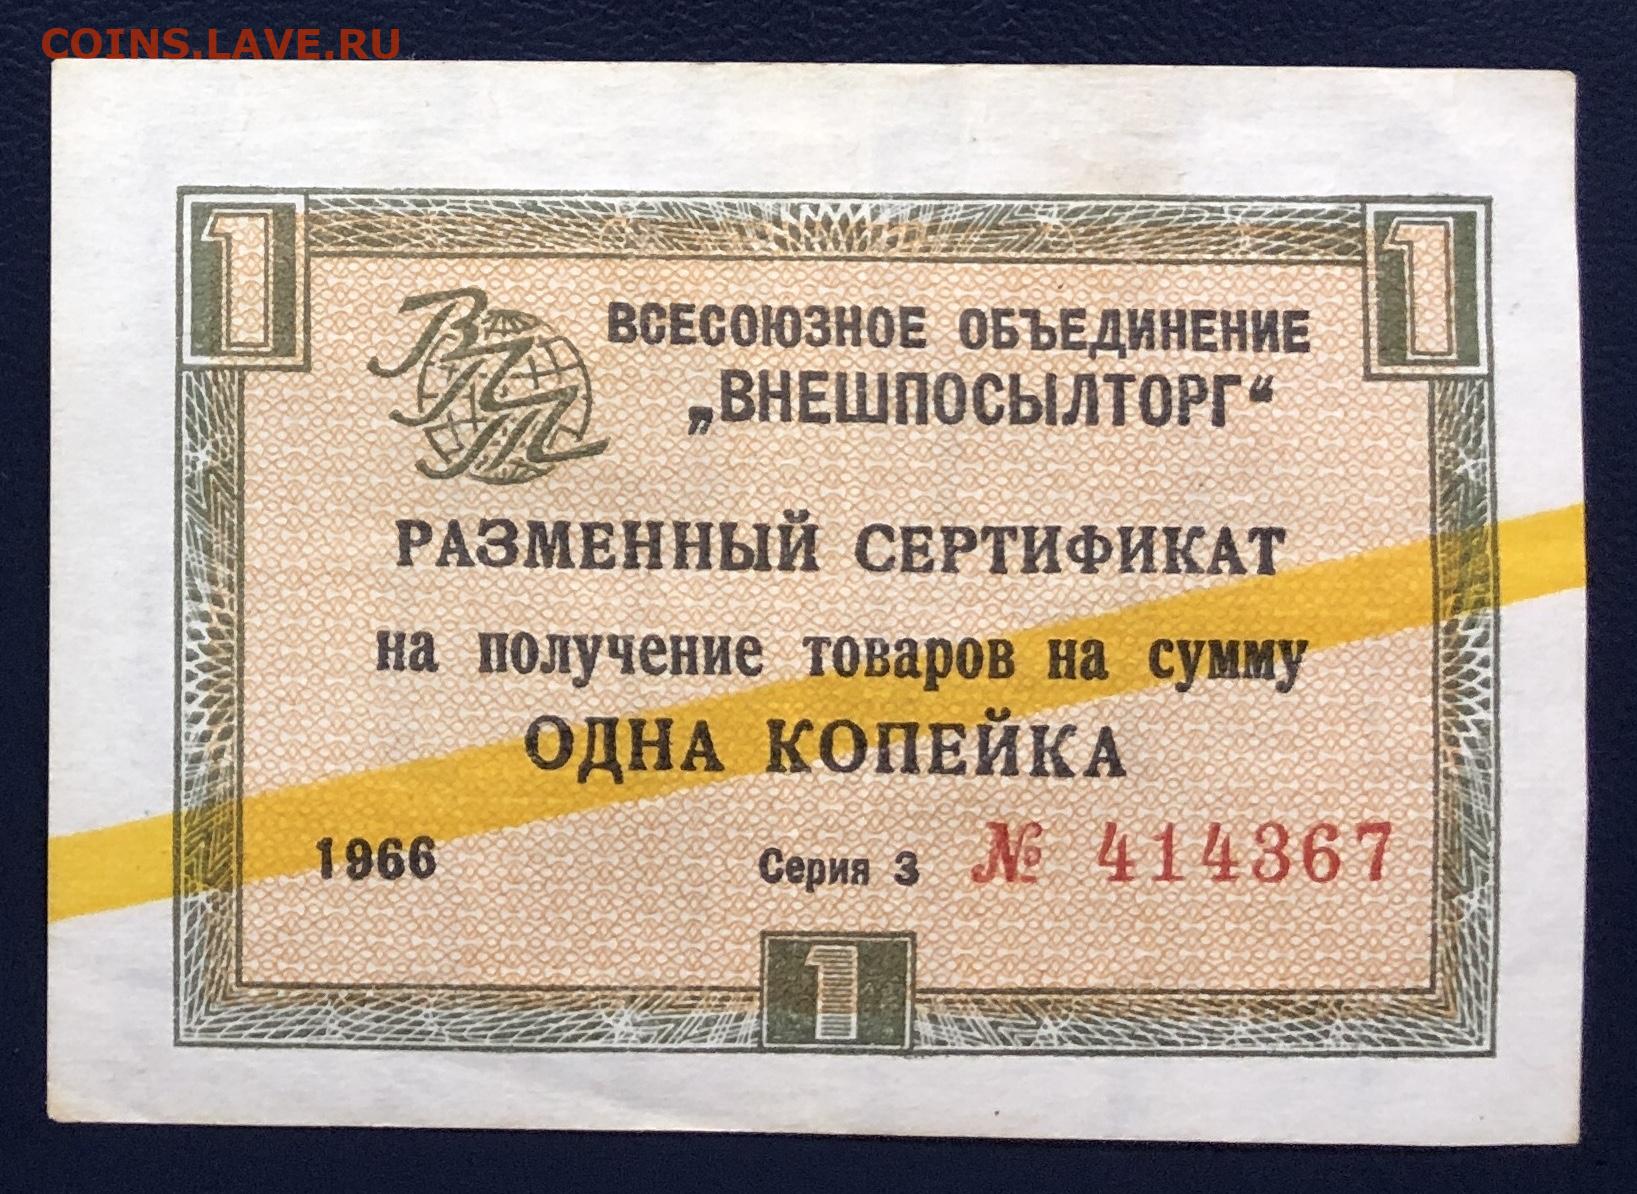 COINS.LAVE.RU
1 1
ВПТ
ВСЕСОЮЗНОЕ ОБЪЕДИНЕНИЕ
„ВНЕШПОСЫЛТОРГ“
РАЗМЕННЫЙ СЕРТИФИКАТ
на получение товаров на сумму
ОДНА КОПЕЙКА
1966 Серия 3 № 414367
1